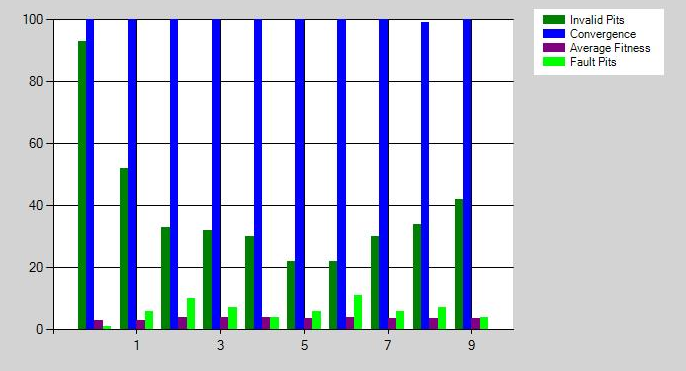 100
80
60
40
20
0
1 3 5 7 9
Invalid Pits
Convergence
Average Fitness
Fault Pits